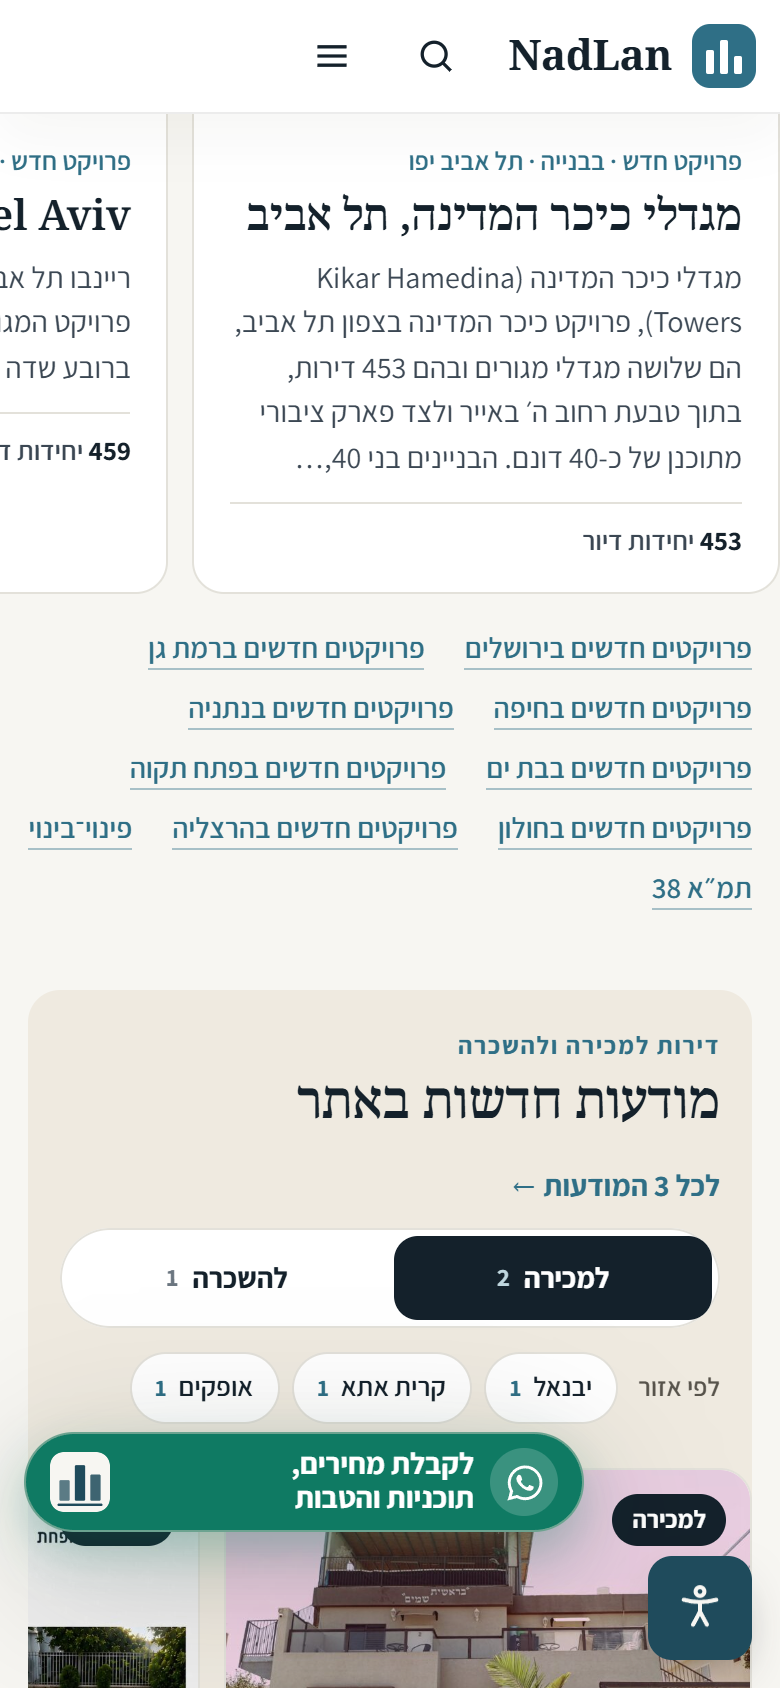 NadLan
פרויקט חדש · בבנייה · תל אביב יפו
מגדלי כיכר המדינה, תל אביב
מגדלי כיכר המדינה (Kikar Hamedina
Towers), פרויקט כיכר המדינה בצפון תל אביב,
הם שלושה מגדלי מגורים ובהם 453 דירות,
בתוך טבעת רחוב ה׳ באייר ולצד פארק ציבורי
מתוכנן של כ-40 דונם. הבניינים בני 40,...
453 יחידות דיור
פרויקט חדש ·
Aviv
ריינבו תל
פרויקט
ברובע שדה
459 יחידות
פרויקטים חדשים בירושלים פרויקטים חדשים ברמת גן
פרויקטים חדשים בחיפה פרויקטים חדשים בנתניה
פרויקטים חדשים בבת ים פרויקטים חדשים בפתח תקוה
פרויקטים חדשים בחולון פרויקטים חדשים בהרצליה פינוי־בינוי
תמ״א 38
דירות למכירה ולהשכרה
מודעות חדשות באתר
לכל 3 המודעות ←
למכירה 2 להשכרה 1
לפי אזור יבנאל 1 קרית אתא 1 אופקים 1
לקבלת מחירים,
תוכניות והטבות
למכירה
"בראשית
שמים"